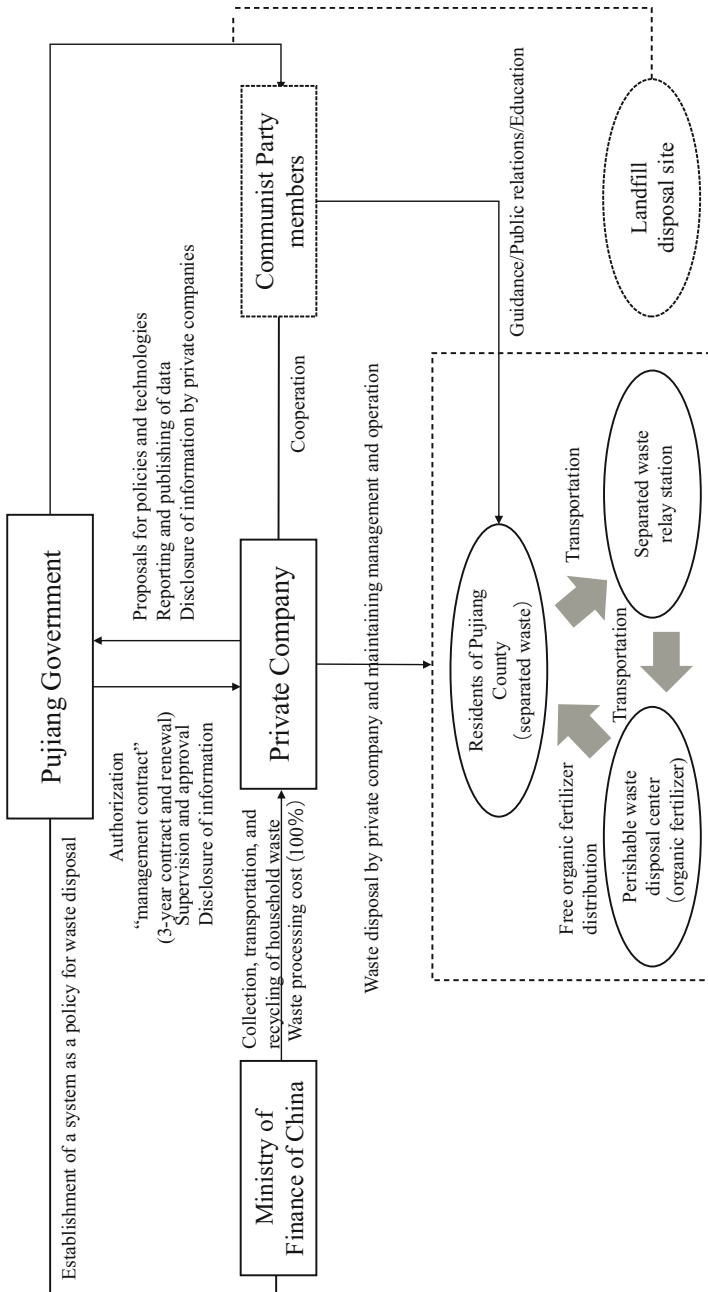 Establishment of a system as a policy for waste disposal
Pujiang Government
Authorization
“management contract”
(3-year contract and renewal)
Supervision and approval
Disclosure of information
Proposals for policies and technologies
Reporting and publishing of data
Disclosure of information by private companies
Ministry of
Finance of China
Collection, transportation, and
recycling of household waste
Waste processing cost (100%)
Private Company
Cooperation
Communist Party
members
Waste disposal by private company and maintaining management and operation
Guidance/Public relations/Education
Residents of Pujiang
County
(separated waste)
Free organic fertilizer
distribution
Transportation
Transportation
Perishable waste
disposal center
(organic fertilizer)
Separated waste
relay station
Landfill
disposal site